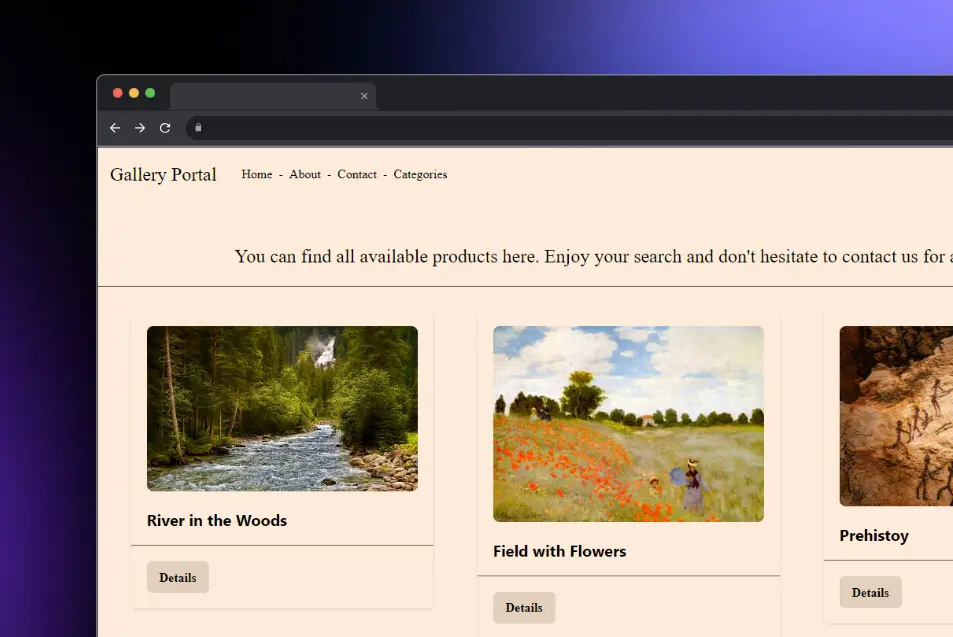 Gallery Portal Home - About - Contact - Categories
You can find all available products here. Enjoy your search and don't hesitate to contact us for a
River in the Woods
Field with Flowers
Prehistoy
Details
Details
Details